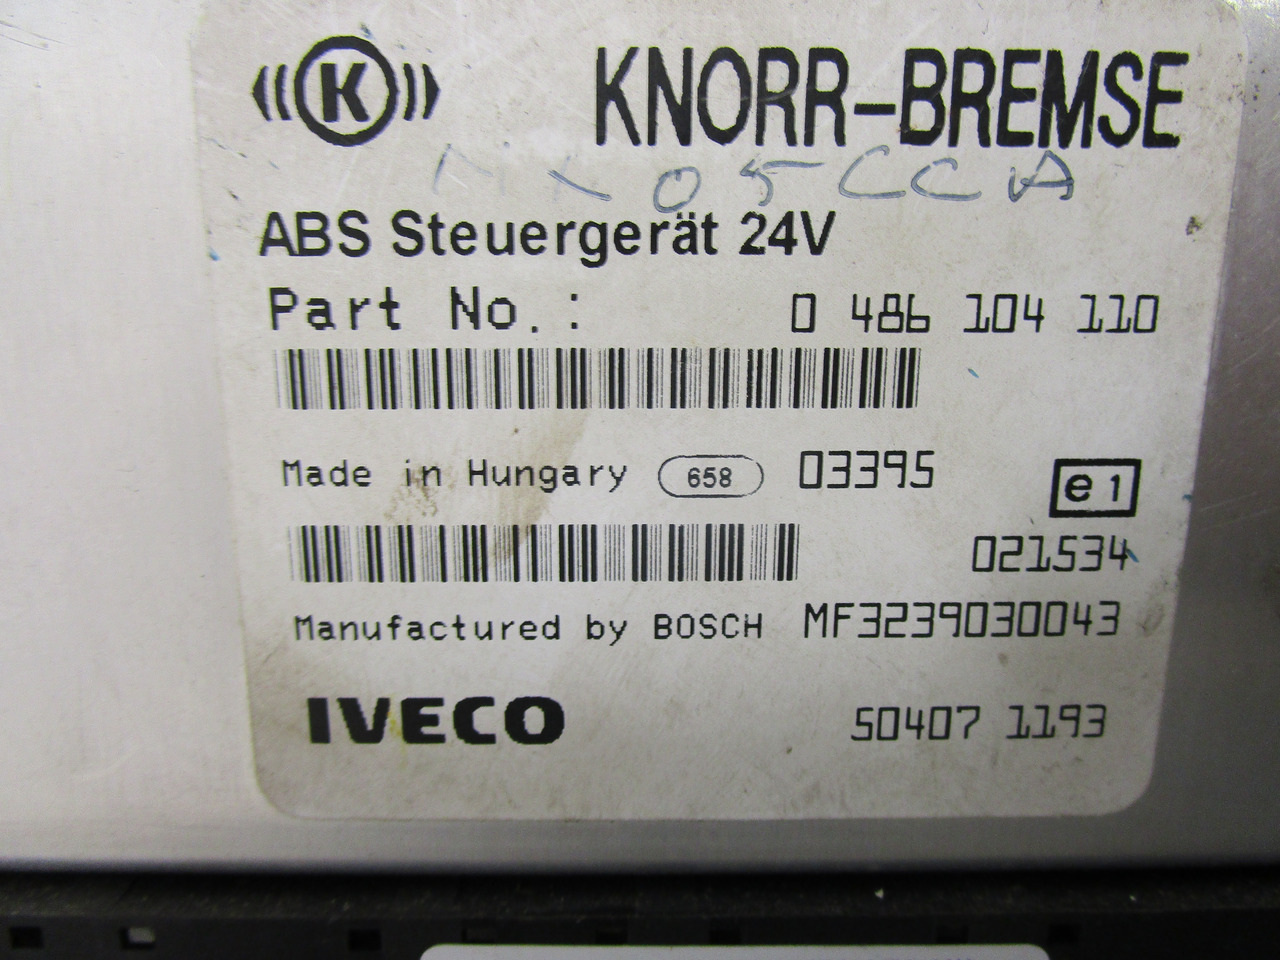 K KNORR-BREMSE
05CCA
ABS Steuergerät 24V
Part No.: 0 486 104 110
Made in Hungary 658 03395 e1
021534
Manufactured by BOSCH MF3239030043
IVECO 50407 1193